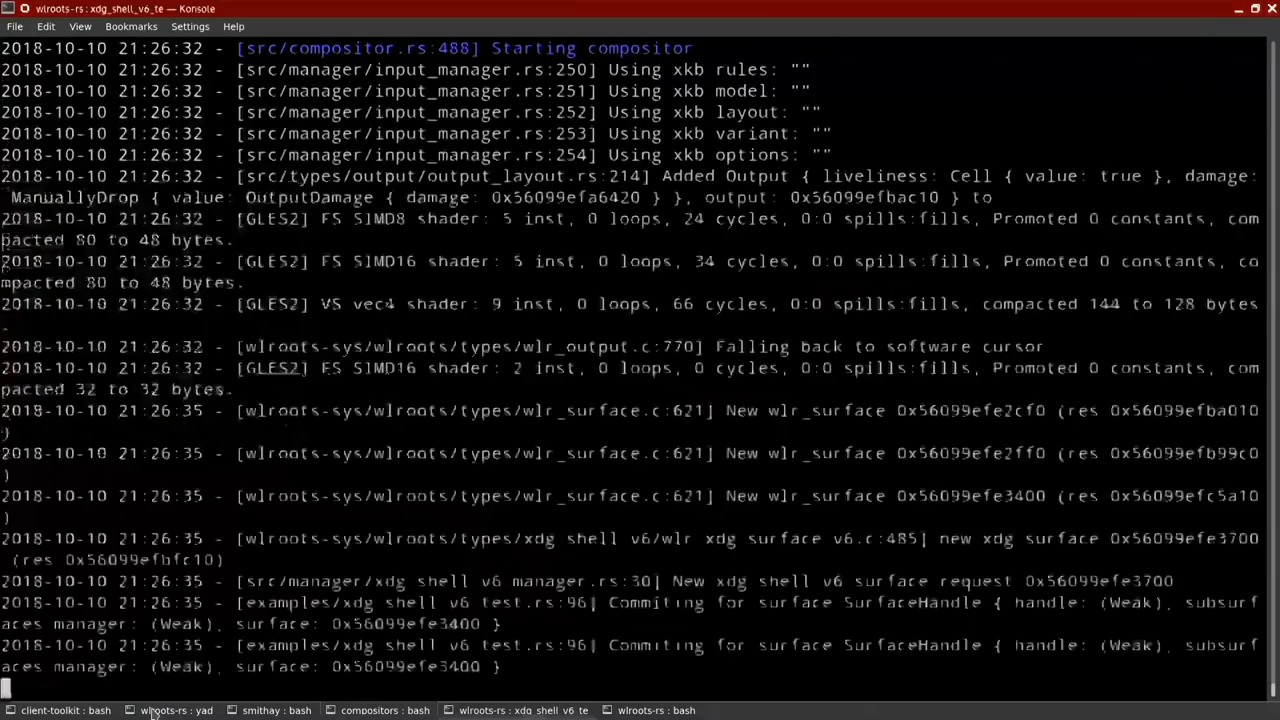 wlroots-rs : xdg_shell_v6_te — Konsole
File Edit View Bookmarks Settings Help
2018-10-10 21:26:32 - [src/compositor.rs:488] Starting compositor
2018-10-10 21:26:32 - [src/manager/input_manager.rs:250] Using xkb rules: ""
2018-10-10 21:26:32 - [src/manager/input_manager.rs:251] Using xkb model: ""
2018-10-10 21:26:32 - [src/manager/input_manager.rs:252] Using xkb layout: ""
2018-10-10 21:26:32 - [src/manager/input_manager.rs:253] Using xkb variant: ""
2018-10-10 21:26:32 - [src/manager/input_manager.rs:254] Using xkb options: ""
2018-10-10 21:26:32 - [src/types/output/output_layout.rs:214] Added Output { liveliness: Cell { value: true }, damage:
ManuallyDrop { value: OutputDamage { damage: 0x56099efa6420 } }, output: 0x56099efbac10 } to
2018-10-10 21:26:32 - [GLES2] FS SIMD8 shader: 5 inst, 0 loops, 24 cycles, 0:0 spills:fills, Promoted 0 constants, com
pacted 80 to 48 bytes.
2018-10-10 21:26:32 - [GLES2] FS SIMD16 shader: 5 inst, 0 loops, 34 cycles, 0:0 spills:fills, Promoted 0 constants, co
mpacted 80 to 48 bytes.
2018-10-10 21:26:32 - [GLES2] VS vec4 shader: 9 inst, 0 loops, 66 cycles, 0:0 spills:fills, compacted 144 to 128 bytes
.
2018-10-10 21:26:32 - [wlroots-sys/wlroots/types/wlr_output.c:770] Falling back to software cursor
2018-10-10 21:26:32 - [GLES2] FS SIMD16 shader: 2 inst, 0 loops, 0 cycles, 0:0 spills:fills, Promoted 0 constants, com
pacted 32 to 32 bytes.
2018-10-10 21:26:35 - [wlroots-sys/wlroots/types/wlr_surface.c:621] New wlr_surface 0x56099efe2cf0 (res 0x56099efba010
)
2018-10-10 21:26:35 - [wlroots-sys/wlroots/types/wlr_surface.c:621] New wlr_surface 0x56099efe2ff0 (res 0x56099efb99c0
)
2018-10-10 21:26:35 - [wlroots-sys/wlroots/types/wlr_surface.c:621] New wlr_surface 0x56099efe3400 (res 0x56099efc5a10
)
2018-10-10 21:26:35 - [wlroots-sys/wlroots/types/xdg_shell_v6/wlr_xdg_surface_v6.c:485] new xdg_surface 0x56099efe3700
(res 0x56099efbfc10)
2018-10-10 21:26:35 - [src/manager/xdg_shell_v6_manager.rs:30] New xdg_shell_v6_surface request 0x56099efe3700
2018-10-10 21:26:35 - [examples/xdg_shell_v6_test.rs:96] Commiting for surface SurfaceHandle { handle: (Weak), subsurf
aces_manager: (Weak), surface: 0x56099efe3400 }
2018-10-10 21:26:35 - [examples/xdg_shell_v6_test.rs:96] Commiting for surface SurfaceHandle { handle: (Weak), subsurf
aces_manager: (Weak), surface: 0x56099efe3400 }
client-toolkit : bash wlroots-rs : yad smithay : bash compositors : bash wlroots-rs : xdg_shell_v6_te wlroots-rs : bash